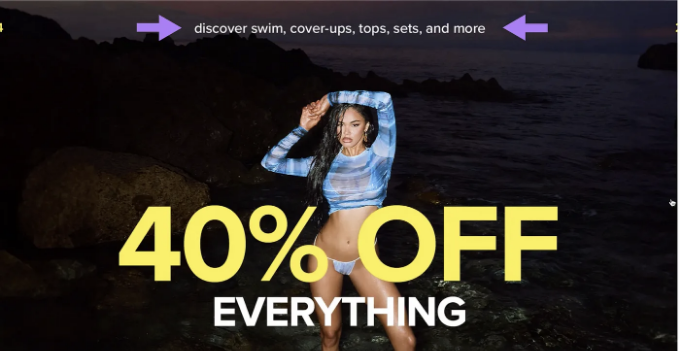 discover swim, cover-ups, tops, sets, and more
40% OFF
EVERYTHING